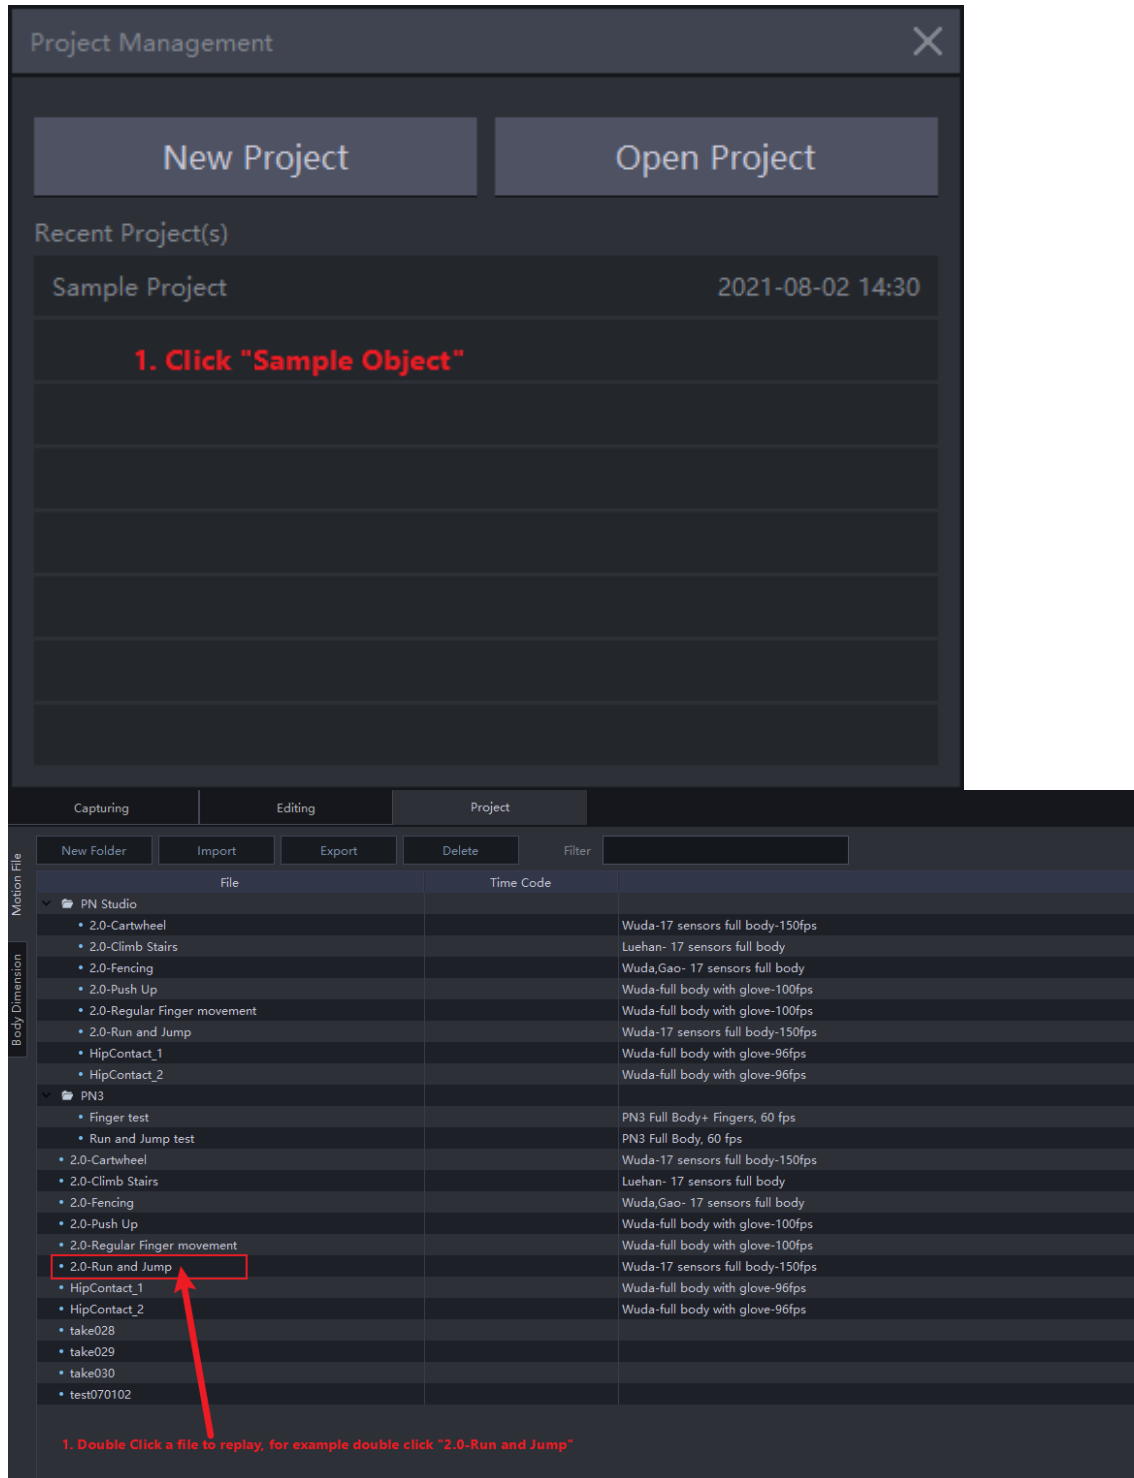 Project Management
New Project Open Project
Recent Project(s)
Sample Project 2021-08-02 14:30
1. Click "Sample Object"
Capturing Editing Project
Motion File
Body Dimension
New Folder Import Export Delete Filter
File Time Code
PN Studio
2.0-Cartwheel Wuda-17 sensors full body-150fps
2.0-Climb Stairs Luehan- 17 sensors full body
2.0-Fencing Wuda,Gao- 17 sensors full body
2.0-Push Up Wuda-full body with glove-100fps
2.0-Regular Finger movement Wuda-full body with glove-100fps
2.0-Run and Jump Wuda-17 sensors full body-150fps
HipContact_1 Wuda-full body with glove-96fps
HipContact_2 Wuda-full body with glove-96fps
PN3
Finger test PN3 Full Body+ Fingers, 60 fps
Run and Jump test PN3 Full Body, 60 fps
2.0-Cartwheel Wuda-17 sensors full body-150fps
2.0-Climb Stairs Luehan- 17 sensors full body
2.0-Fencing Wuda,Gao- 17 sensors full body
2.0-Push Up Wuda-full body with glove-100fps
2.0-Regular Finger movement Wuda-full body with glove-100fps
2.0-Run and Jump Wuda-17 sensors full body-150fps
HipContact_1 Wuda-full body with glove-96fps
HipContact_2 Wuda-full body with glove-96fps
take028
take029
take030
test070102
1. Double Click a file to replay, for example double click "2.0-Run and Jump"